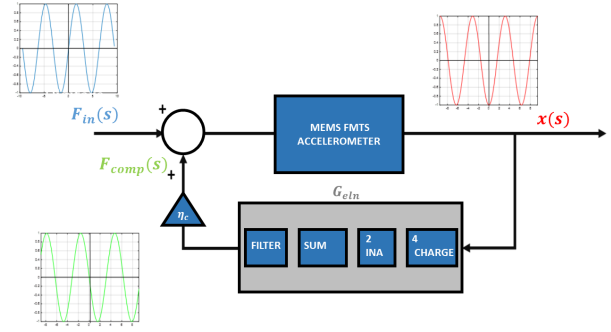 F_in(s)
+
MEMS FMTS
ACCELEROMETER
x(s)
F_comp(s)
+
η_c
G_eln
FILTER
SUM
2
INA
4
CHARGE